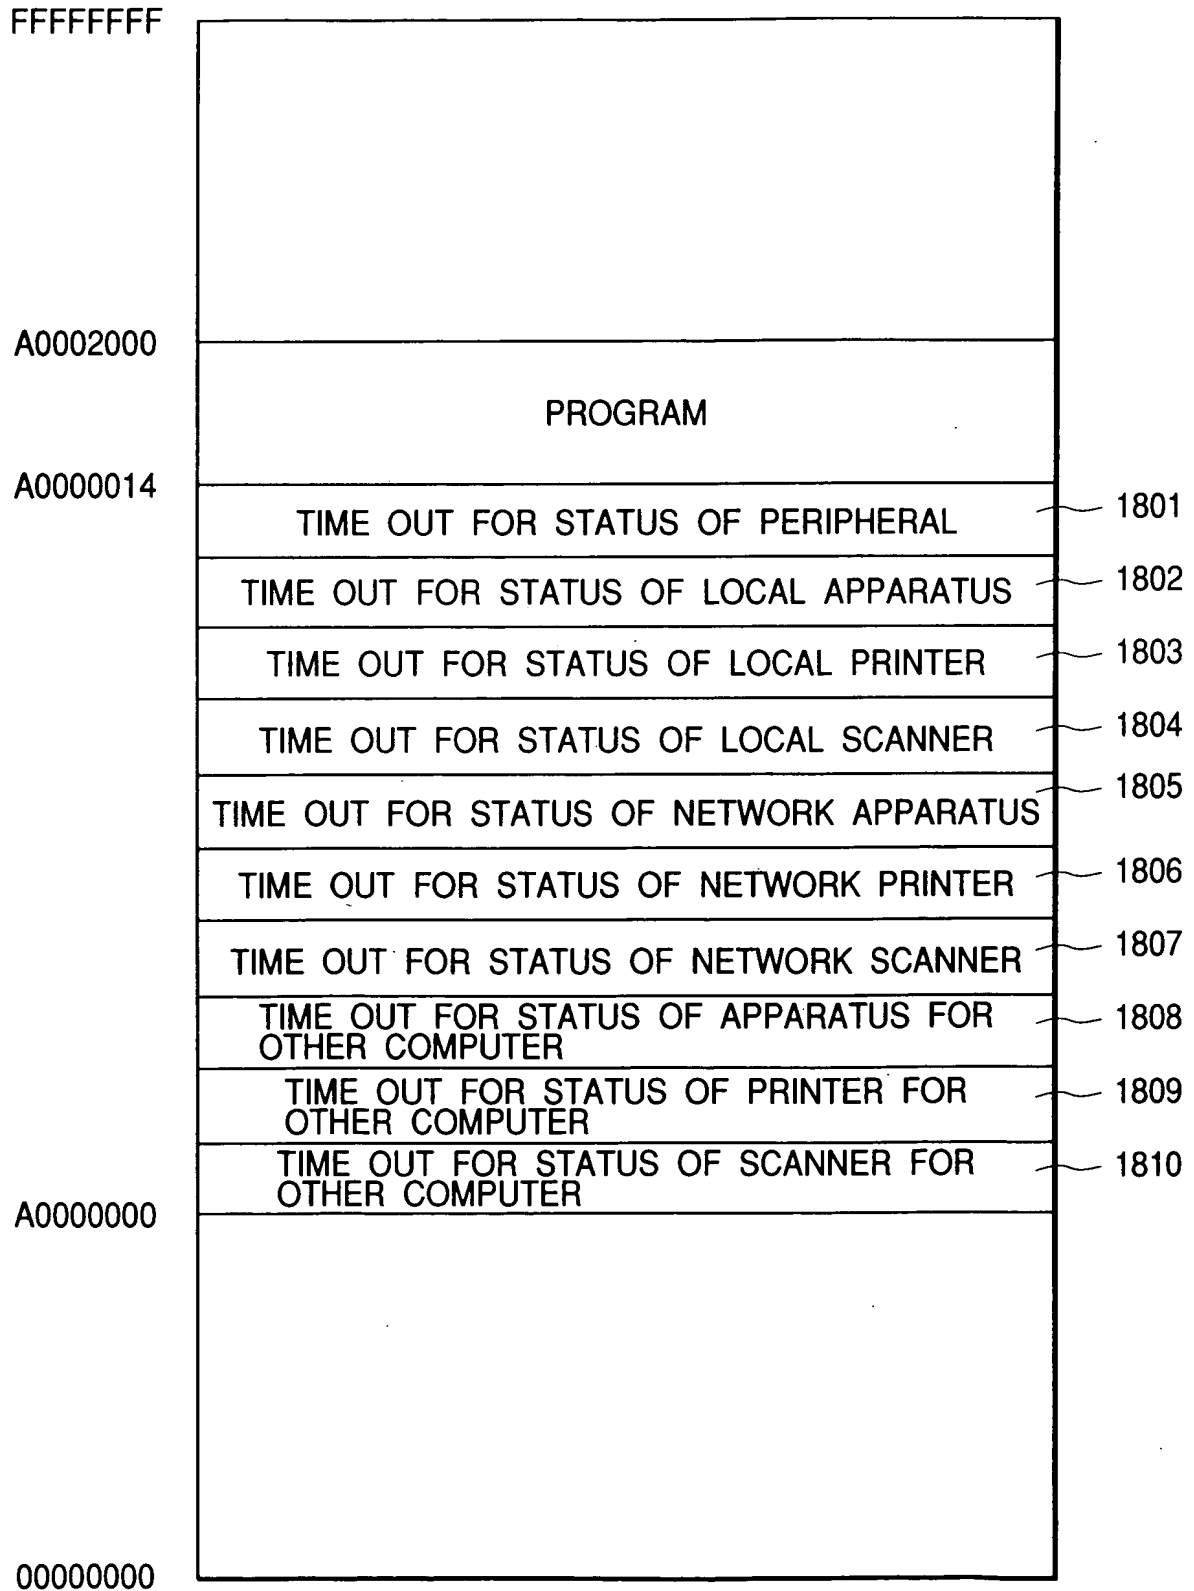 FFFFFFFF
A0002000
PROGRAM
A0000014
TIME OUT FOR STATUS OF PERIPHERAL 1801
TIME OUT FOR STATUS OF LOCAL APPARATUS 1802
TIME OUT FOR STATUS OF LOCAL PRINTER 1803
TIME OUT FOR STATUS OF LOCAL SCANNER 1804
TIME OUT FOR STATUS OF NETWORK APPARATUS 1805
TIME OUT FOR STATUS OF NETWORK PRINTER 1806
TIME OUT FOR STATUS OF NETWORK SCANNER 1807
TIME OUT FOR STATUS OF APPARATUS FOR 1808
OTHER COMPUTER
TIME OUT FOR STATUS OF PRINTER FOR 1809
OTHER COMPUTER
TIME OUT FOR STATUS OF SCANNER FOR 1810
OTHER COMPUTER
A0000000
00000000